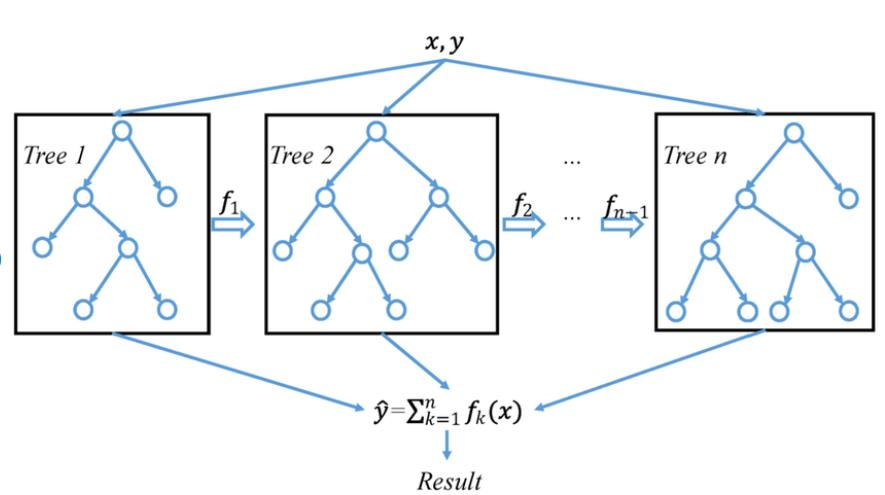 x, y
Tree 1
Tree 2
...
Tree n
f₁
f₂
...
fₙ₋₁
ŷ=∑ⁿₖ₌₁ fₖ(x)
Result